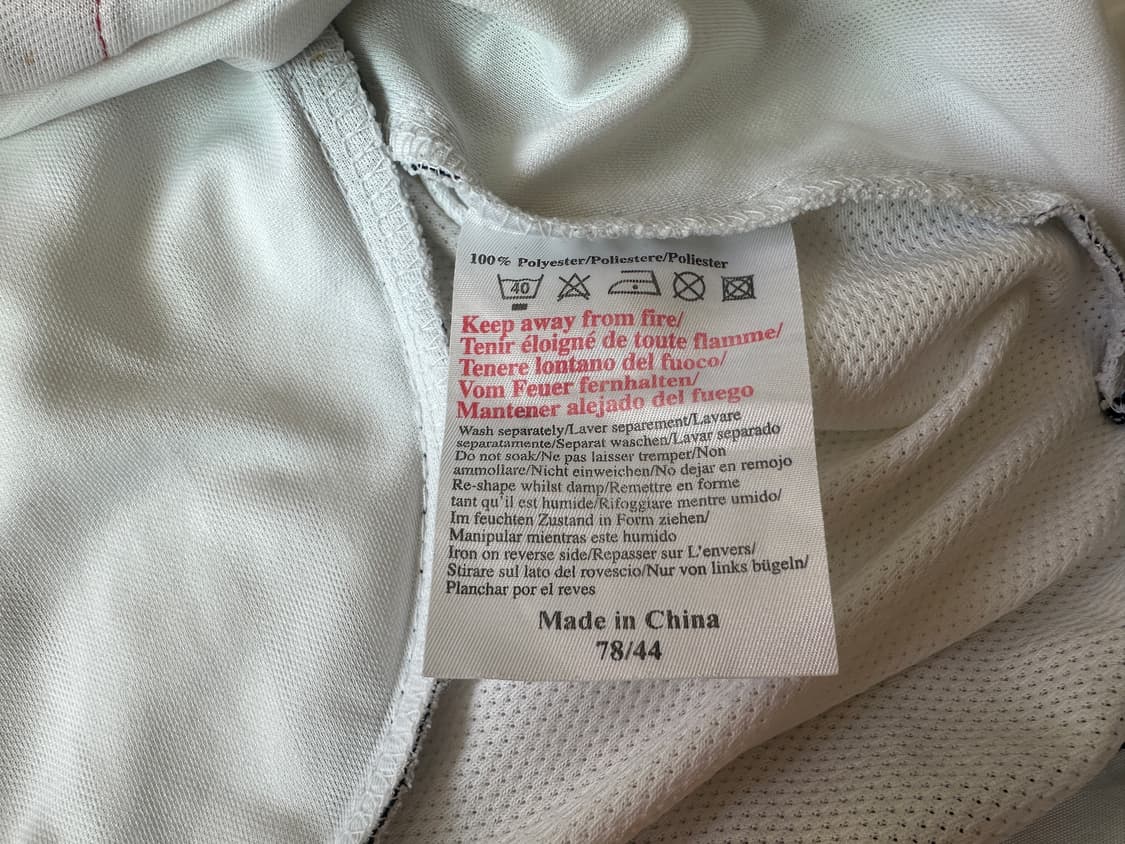 100% Polyester/Poliestere/Poliester
40
Keep away from fire/
Tenir éloigné de toute flamme/
Tenere lontano del fuoco/
Vom Feuer fernhalten/
Mantener alejado del fuego
Wash separately/Laver separement/Lavare
separatamente/Separat waschen/Lavar separado
Do not soak/Ne pas laisser tremper/Non
ammollare/Nicht einweichen/No dejar en remojo
Re-shape whilst damp/Remettre en forme
tant qu'il est humide/Rifoggiare mentre umido/
Im feuchten Zustand in Form ziehen/
Manipular mientras este humido
Iron on reverse side/Repasser sur L'envers/
Stirare sul lato del rovescio/Nur von links bügeln/
Planchar por el reves
Made in China
78/44